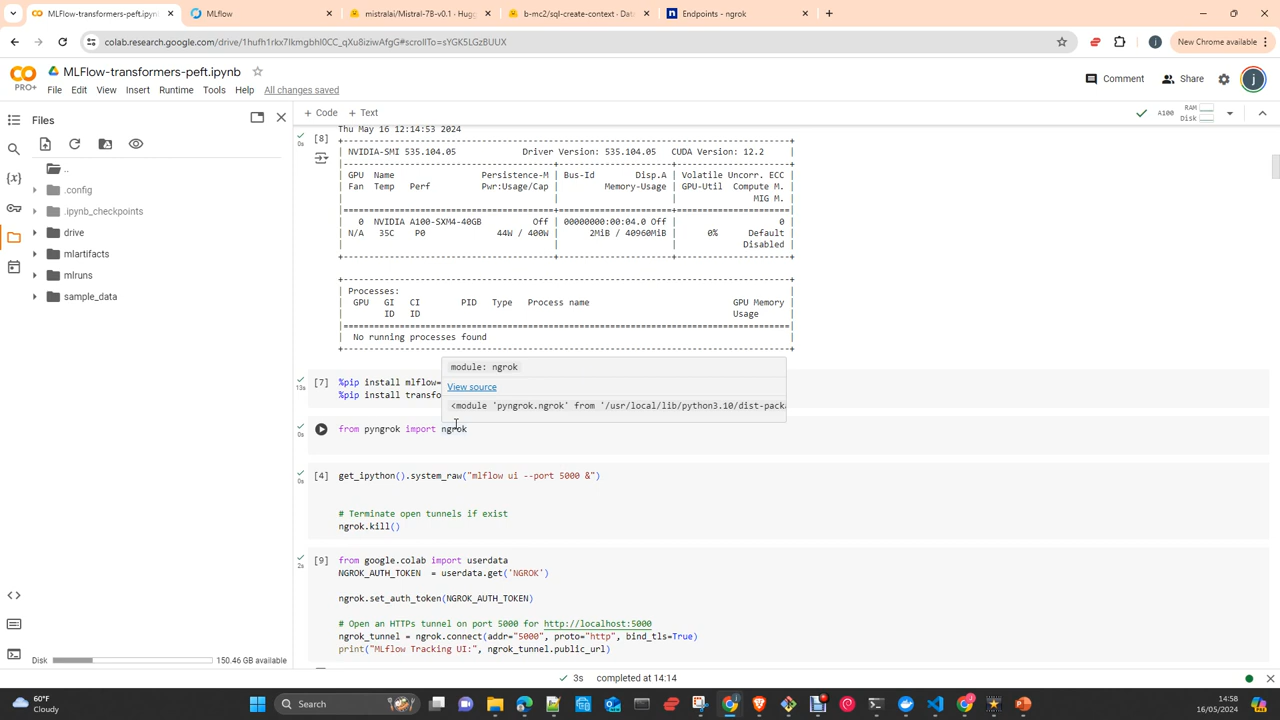 MLFlow-transformers-peft.ipynb
MLflow
mistralai/Mistral-7B-v0.1 - Hugg
b-mc2/sql-create-context - Data
Endpoints - ngrok
colab.research.google.com/drive/1hufh1rkx7lkmgbhl0CC_qXu8iziwAfgG#scrollTo=sYGK5LGzBUUX
New Chrome available
MLFlow-transformers-peft.ipynb
PRO+
File Edit View Insert Runtime Tools Help All changes saved
Comment
Share
Files
+ Code + Text
A100
RAM
Disk
..
.config
.ipynb_checkpoints
drive
mlartifacts
mlruns
sample_data
Disk
150.46 GB available
[8]
0s
Thu May 16 12:14:53 2024
NVIDIA-SMI 535.104.05 Driver Version: 535.104.05 CUDA Version: 12.2
GPU Name Persistence-M | Bus-Id Disp.A | Volatile Uncorr. ECC
Fan Temp Perf Pwr:Usage/Cap | Memory-Usage | GPU-Util Compute M.
MIG M.
0 NVIDIA A100-SXM4-40GB Off | 00000000:00:04.0 Off | 0
N/A 35C P0 44W / 400W | 2MiB / 40960MiB | 0% Default
Disabled
Processes:
GPU GI CI PID Type Process name GPU Memory
ID ID Usage
No running processes found
module: ngrok
View source
<module 'pyngrok.ngrok' from '/usr/local/lib/python3.10/dist-packa
[7]
13s
%pip install mlflow=
%pip install transfo
0s
from pyngrok import ngrok
[4]
0s
get_ipython().system_raw("mlflow ui --port 5000 &")
# Terminate open tunnels if exist
ngrok.kill()
[9]
2s
from google.colab import userdata
NGROK_AUTH_TOKEN = userdata.get('NGROK')
ngrok.set_auth_token(NGROK_AUTH_TOKEN)
# Open an HTTPs tunnel on port 5000 for http://localhost:5000
ngrok_tunnel = ngrok.connect(addr="5000", proto="http", bind_tls=True)
print("MLflow Tracking UI:", ngrok_tunnel.public_url)
3s completed at 14:14
60°F
Cloudy
Search
14:58
16/05/2024